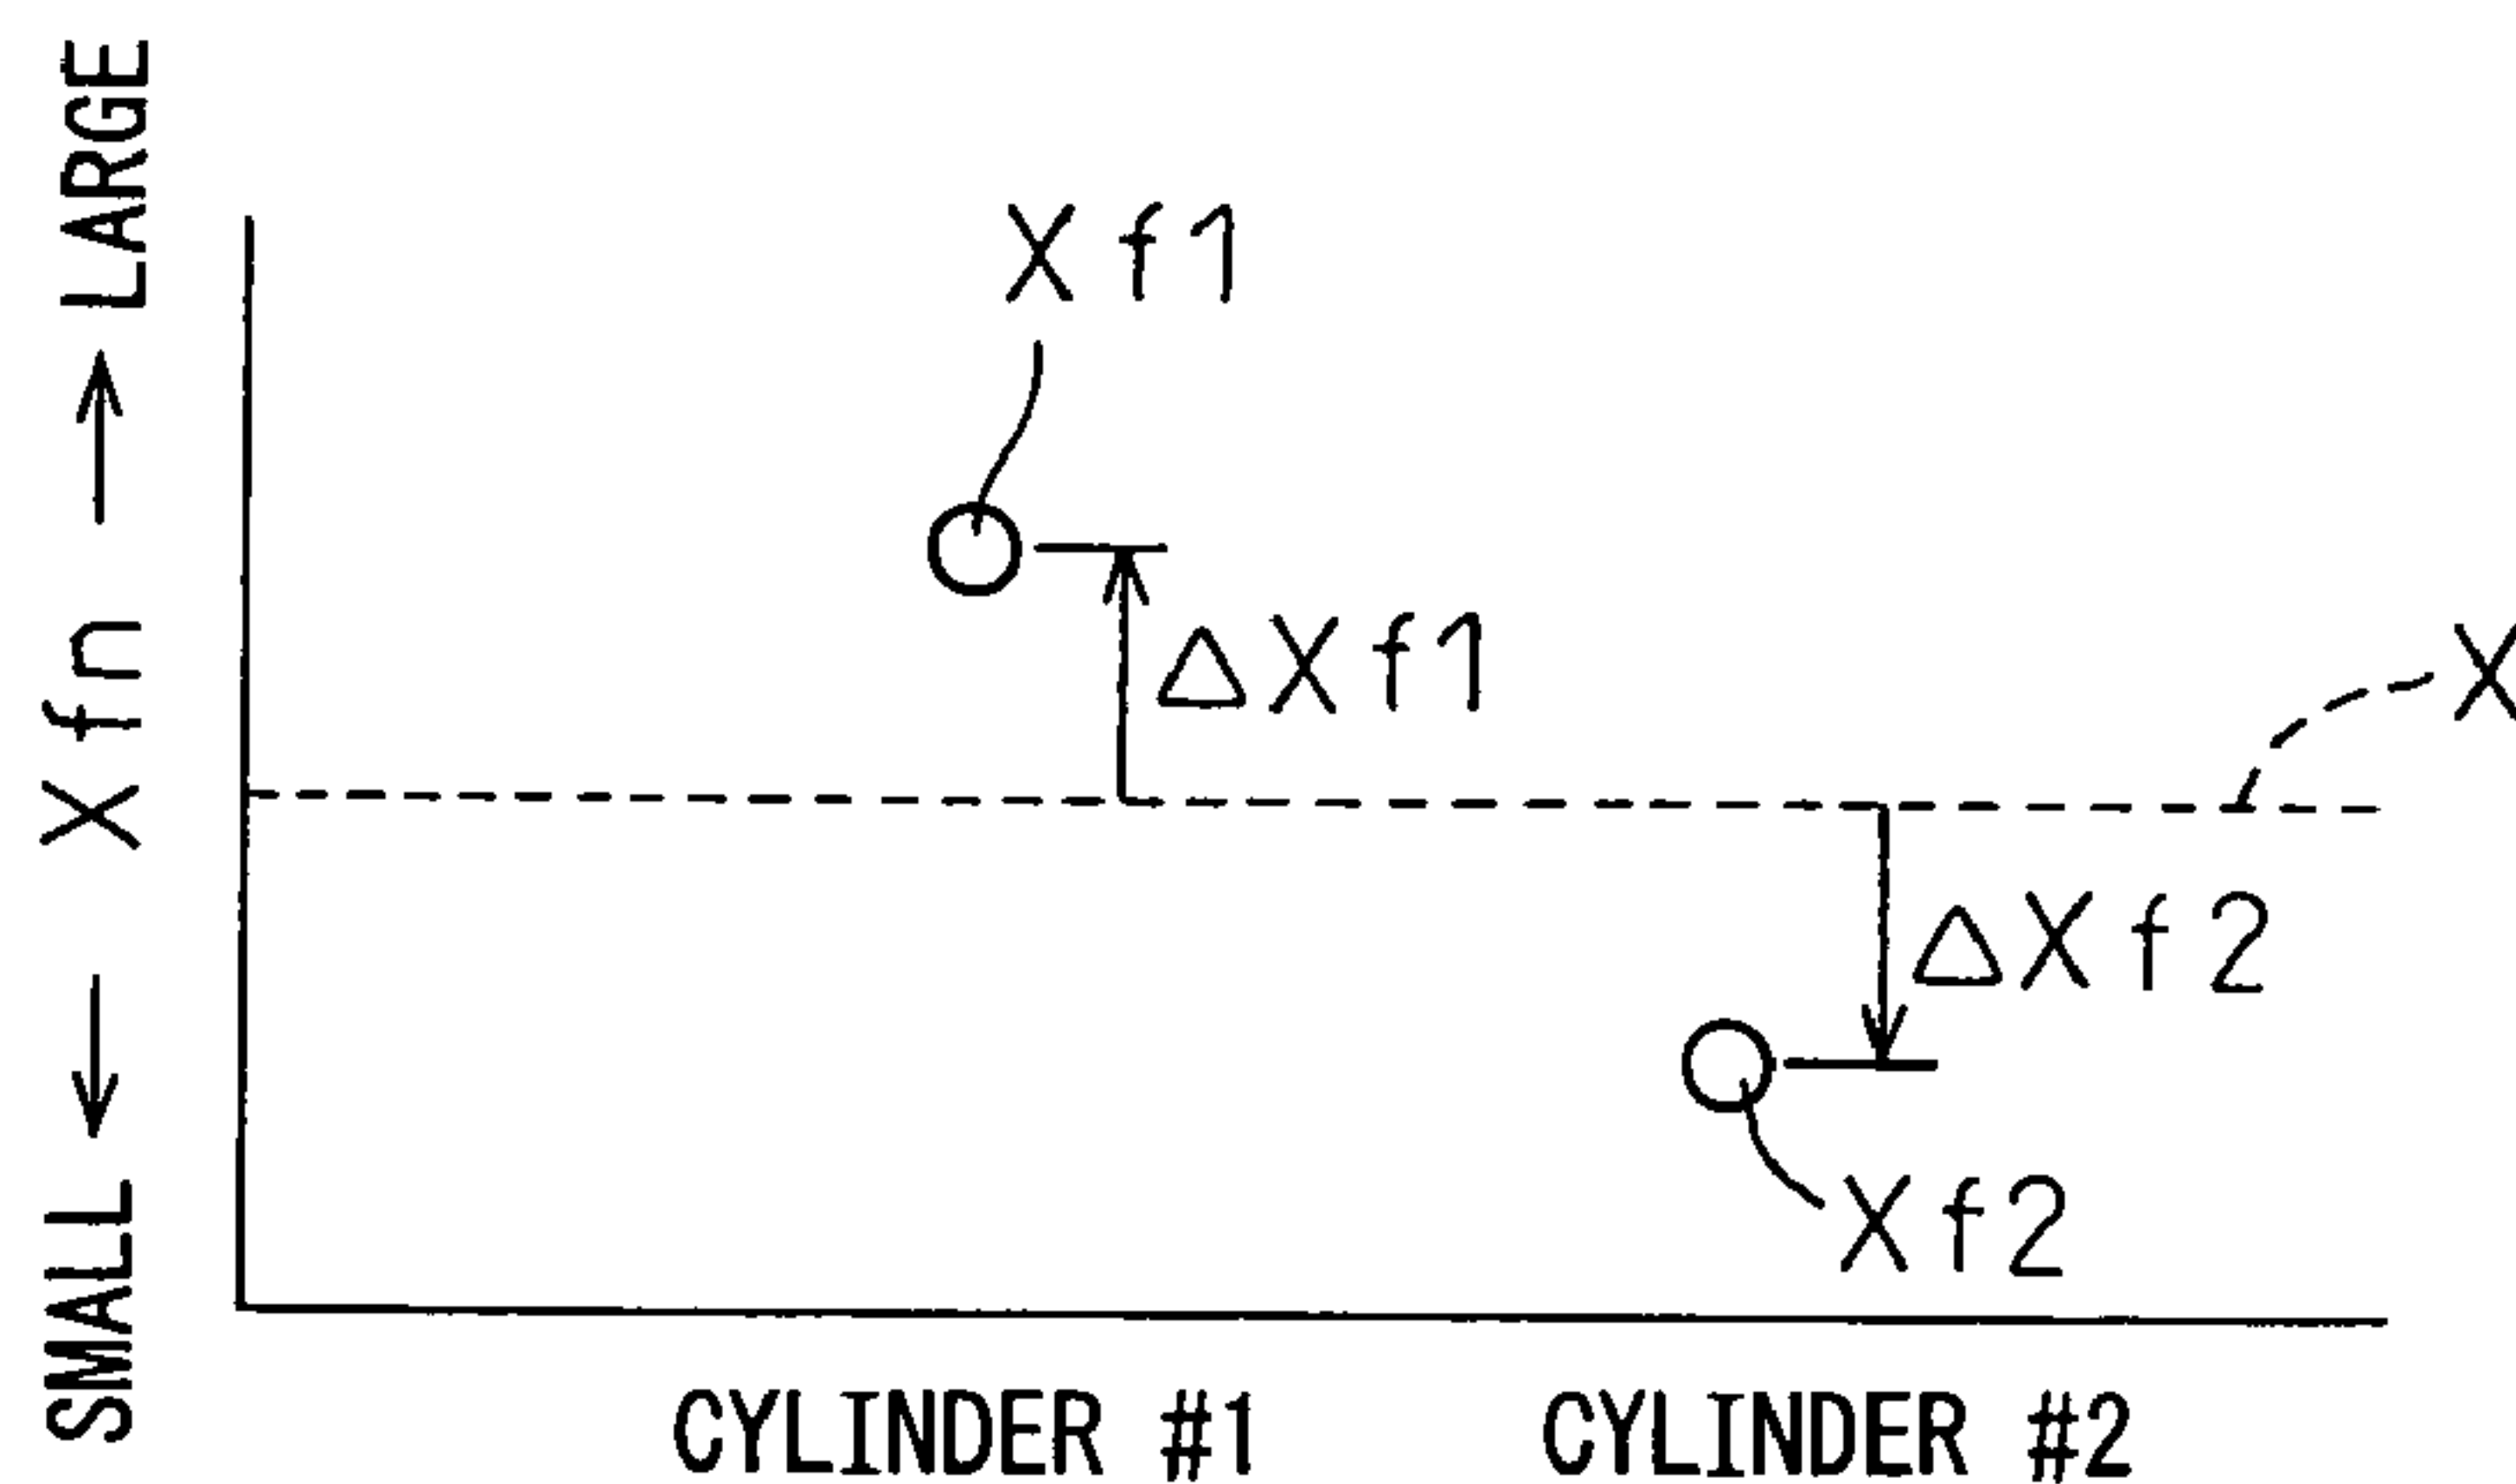 LARGE
Xfn
SMALL
Xf1
ΔXf1
X
ΔXf2
Xf2
CYLINDER #1
CYLINDER #2